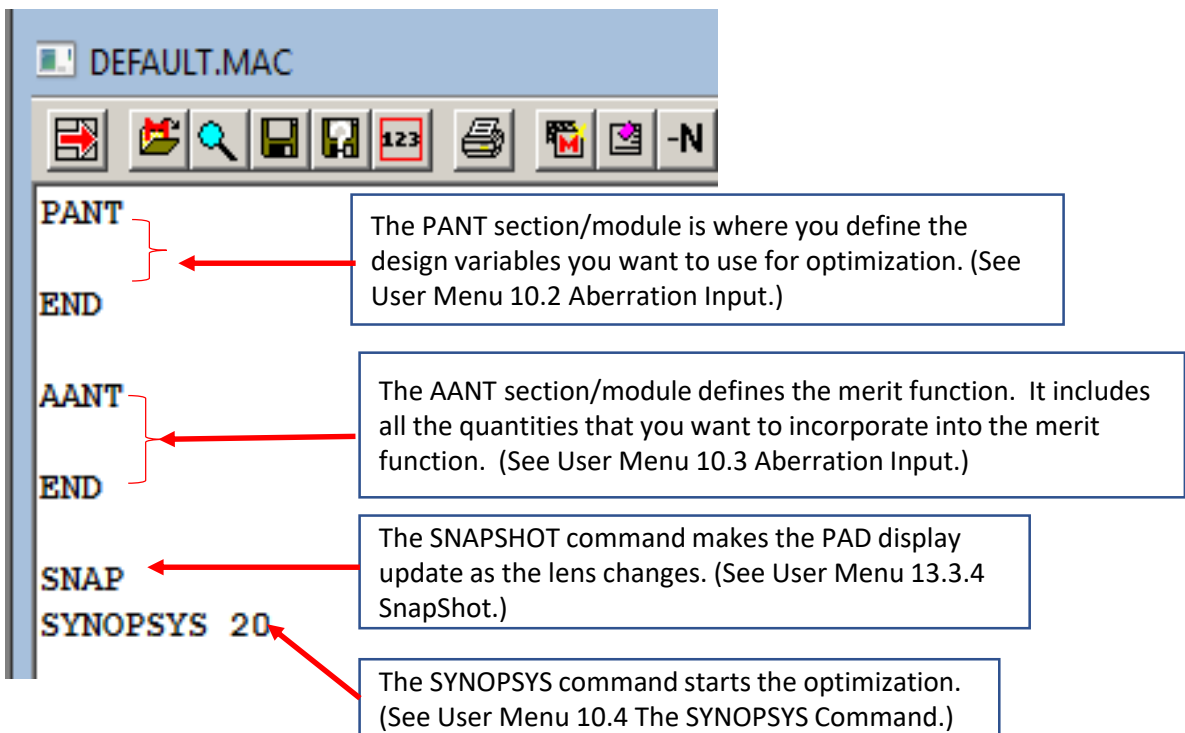 DEFAULT.MAC
123
M
-N
PANT
The PANT section/module is where you define the
design variables you want to use for optimization. (See
User Menu 10.2 Aberration Input.)
END
AANT
The AANT section/module defines the merit function.  It includes
all the quantities that you want to incorporate into the merit
function.  (See User Menu 10.3 Aberration Input.)
END
The SNAPSHOT command makes the PAD display
update as the lens changes. (See User Menu 13.3.4
SnapShot.)
SNAP
SYNOPSYS 20
The SYNOPSYS command starts the optimization.
(See User Menu 10.4 The SYNOPSYS Command.)